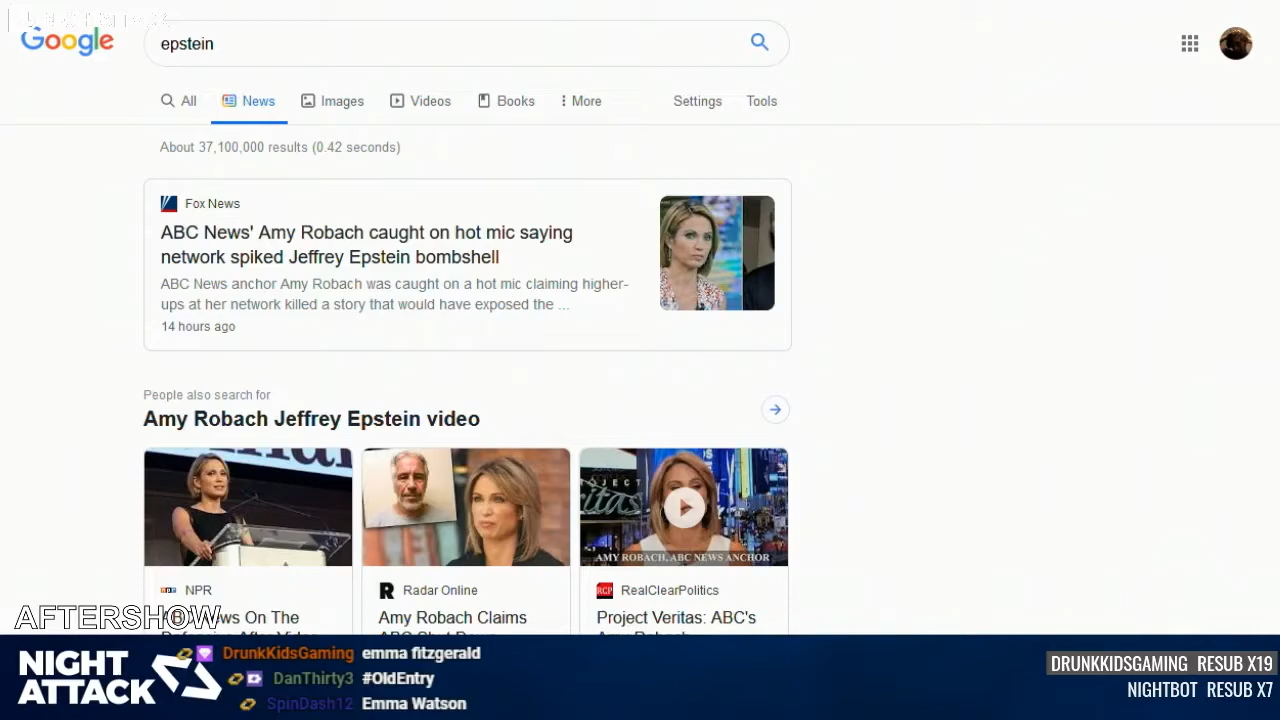 Google
epstein
All
News
Images
Videos
Books
More
Settings
Tools
About 37,100,000 results (0.42 seconds)
Fox News
ABC News' Amy Robach caught on hot mic saying
network spiked Jeffrey Epstein bombshell
ABC News anchor Amy Robach was caught on a hot mic claiming higher-
ups at her network killed a story that would have exposed the ...
14 hours ago
People also search for
Amy Robach Jeffrey Epstein video
AMY ROBACH, ABC NEWS ANCHOR
NPR
Radar Online
RCP
RealClearPolitics
ws On The
Amy Robach Claims
Project Veritas: ABC's
AFTERSHOW
NIGHT
ATTACK
DrunkKidsGaming emma fitzgerald
DanThirty3 #OldEntry
SpinDash12 Emma Watson
DRUNKKIDSGAMING RESUB X19
NIGHTBOT RESUB X7